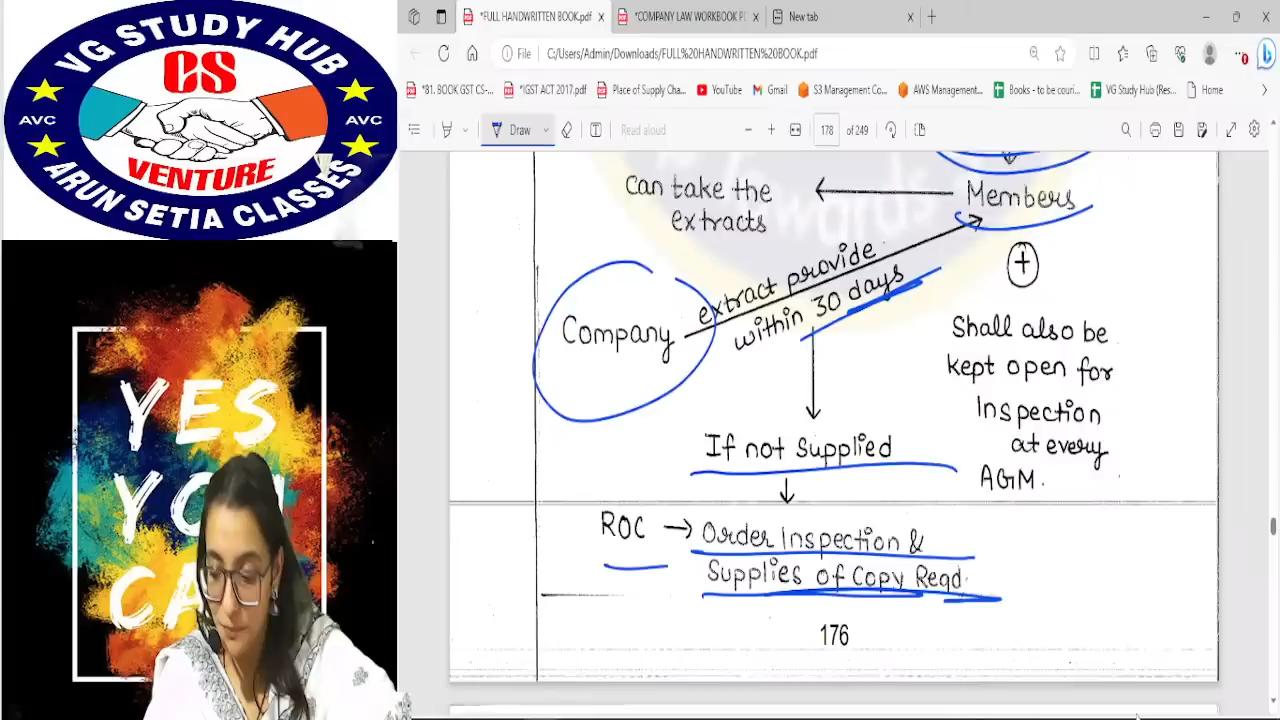 VG STUDY HUB
CS
AVC
AVC
VENTURE
ARUN SETIA CLASSES
YES
YO
CA
*FULL HANDWRITTEN BOOK.pdf
*COMPANY LAW WORKBOOK P
New tab
File
C:/Users/Admin/Downloads/FULL%20HANDWRITTEN%20BOOK.pdf
*81. BOOK GST CS-...
*IGST ACT 2017.pdf
Place of Supply Cha...
YouTube
Gmail
S3 Management Co...
AWS Management...
Books - to be couri...
VG Study Hub (Res...
Home
Draw
Read aloud
178
of 249
Can take the
extracts
Members
extract provide
within 30 days
Company
Shall also be
kept open for
Inspection
at every
AGM.
If not supplied
ROC → Order Inspection &
Supplies of Copy Reqd.
176